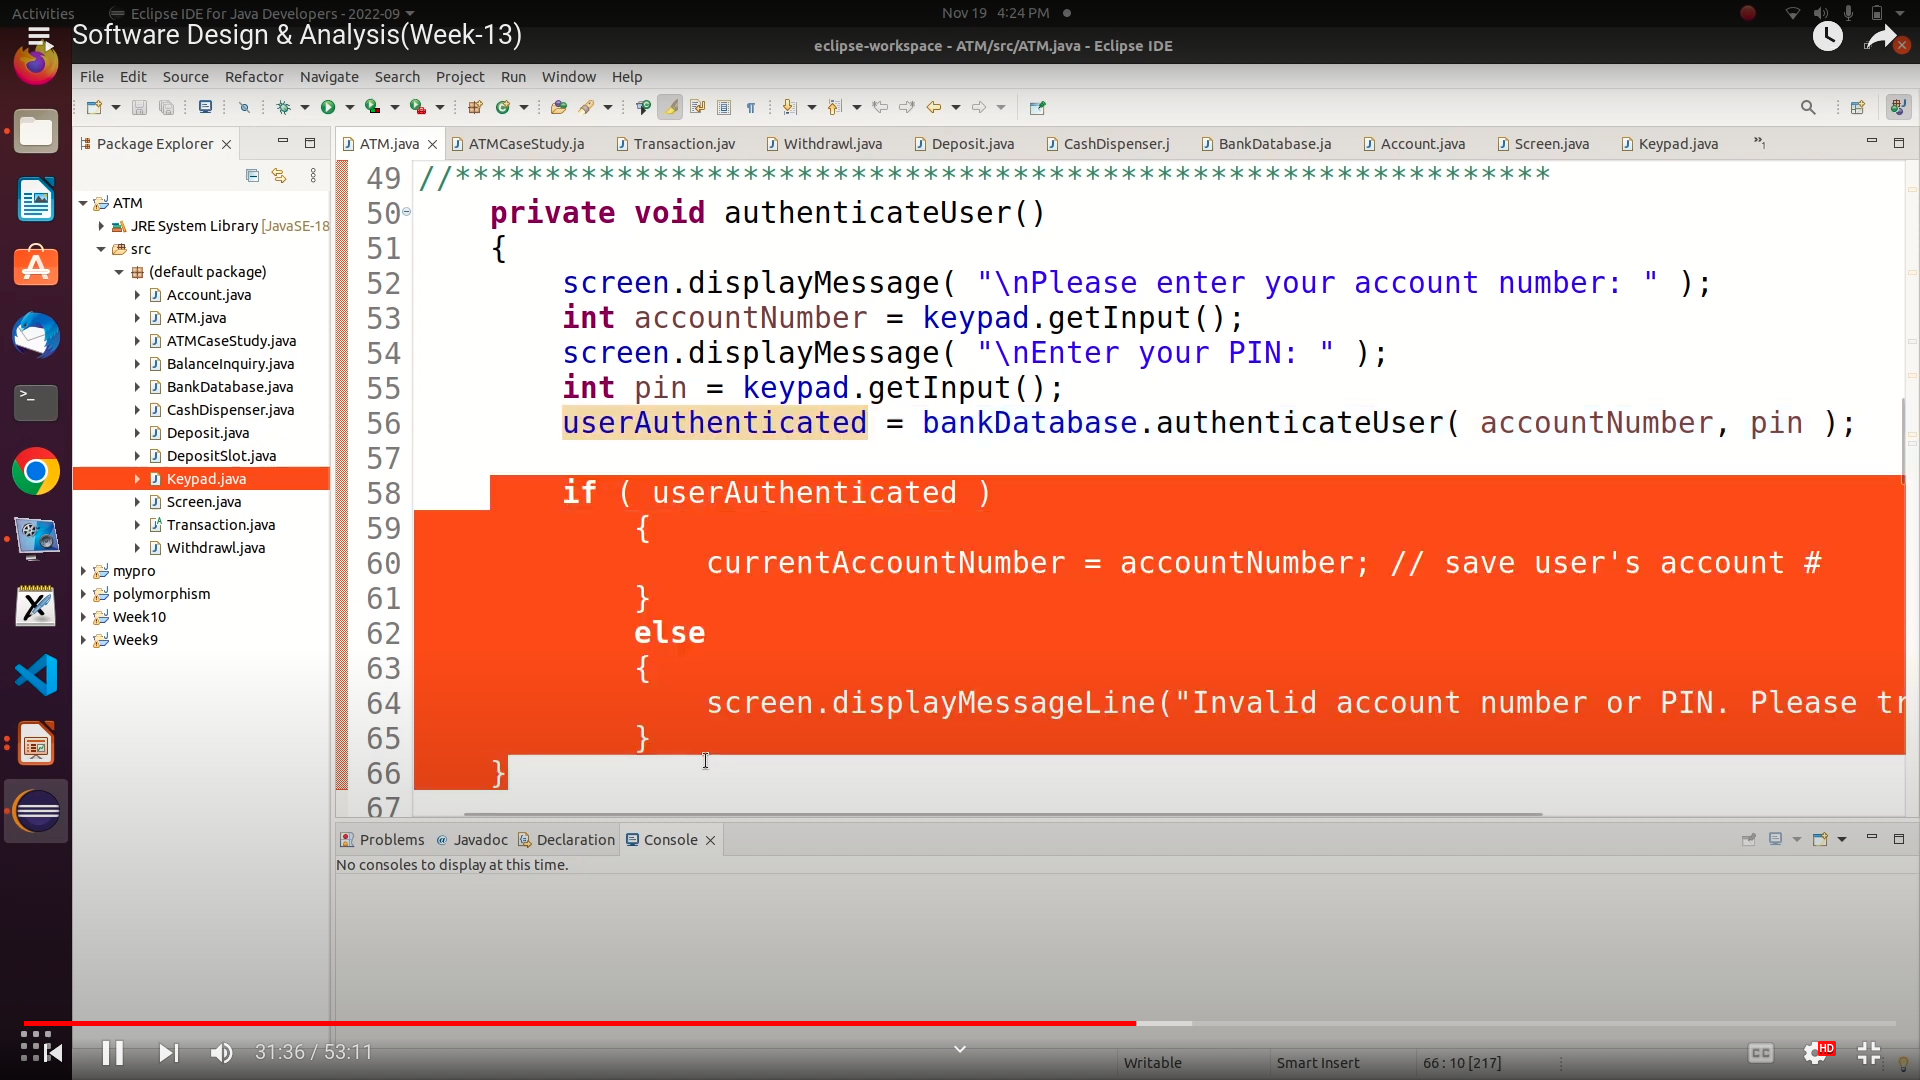 Activities Eclipse IDE for Java Developers - 2022-09 Nov 19 4:24 PM
Software Design & Analysis(Week-13)
eclipse-workspace - ATM/src/ATM.java - Eclipse IDE
File Edit Source Refactor Navigate Search Project Run Window Help
Package Explorer
ATM.java ATMCaseStudy.ja Transaction.jav Withdrawl.java Deposit.java CashDispenser.j BankDatabase.ja Account.java Screen.java Keypad.java »1
ATM
JRE System Library [JavaSE-18
src
(default package)
Account.java
ATM.java
ATMCaseStudy.java
BalanceInquiry.java
BankDatabase.java
CashDispenser.java
Deposit.java
DepositSlot.java
Keypad.java
Screen.java
Transaction.java
Withdrawl.java
mypro
polymorphism
Week10
Week9
49 //*************************************************************
50 private void authenticateUser()
51 {
52 screen.displayMessage( "\nPlease enter your account number: " );
53 int accountNumber = keypad.getInput();
54 screen.displayMessage( "\nEnter your PIN: " );
55 int pin = keypad.getInput();
56 userAuthenticated = bankDatabase.authenticateUser( accountNumber, pin );
57
58 if ( userAuthenticated )
59 {
60 currentAccountNumber = accountNumber; // save user's account #
61 }
62 else
63 {
64 screen.displayMessageLine("Invalid account number or PIN. Please tr
65 }
66 }
67
Problems Javadoc Declaration Console
No consoles to display at this time.
31:36 / 53:11
CC HD
Writable Smart Insert 66 : 10 [217]